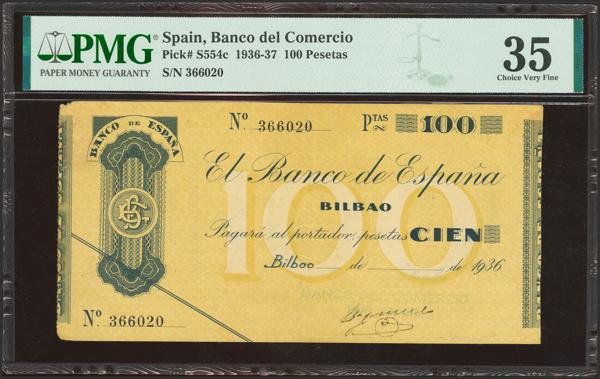 PMG
PAPER MONEY GUARANTY
Spain, Banco del Comercio
Pick# S554c 1936-37 100 Pesetas
S/N 366020
35
Choice Very Fine
BANCO DE ESPAÑA
Nº 366020
PTAS 100
El Banco de España
BILBAO
100
Pagará al portador, pesetas CIEN
Bilbao de de 1936
Nº 366020